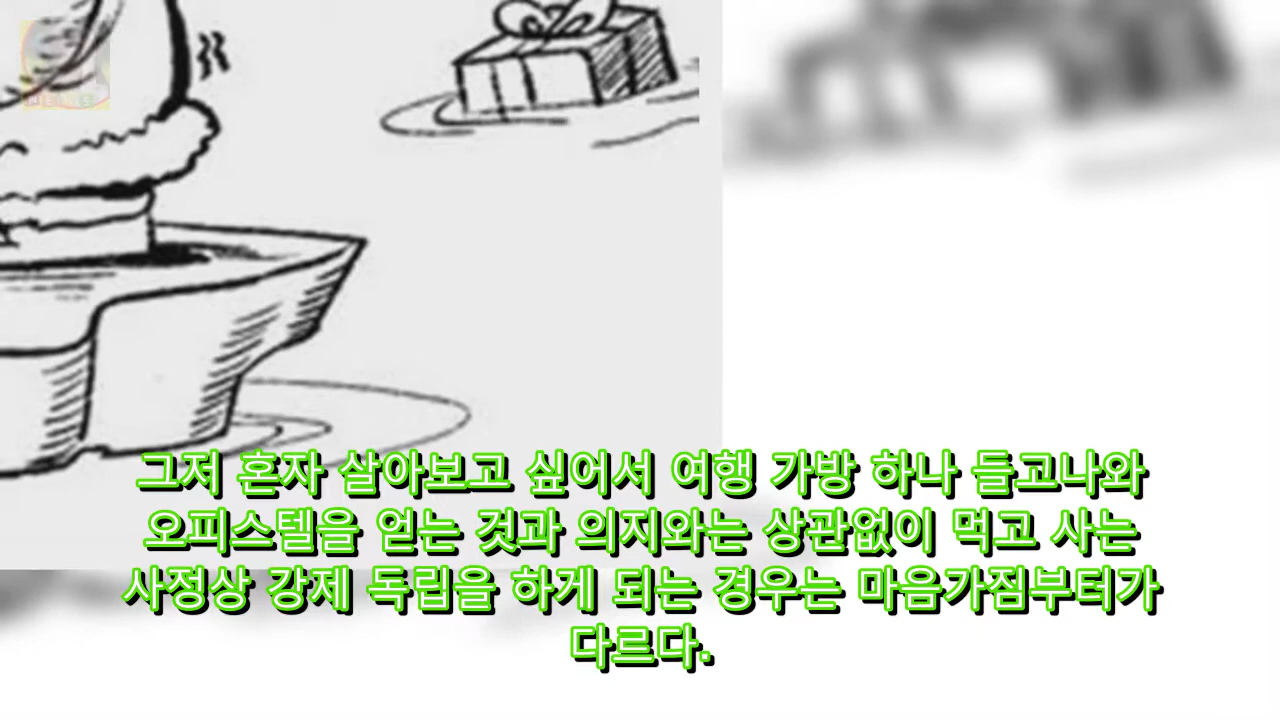 그저 혼자 살아보고 싶어서 여행 가방 하나 들고나와
오피스텔을 얻는 것과 의지와는 상관없이 먹고 사는
사정상 강제 독립을 하게 되는 경우는 마음가짐부터가
다르다.